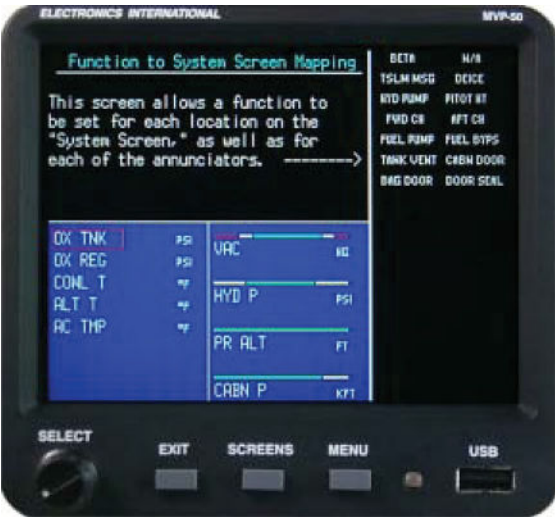 ELECTRONICS INTERNATIONAL MVP-50
Function to System Screen Mapping
This screen allows a function to
be set for each location on the
"System Screen," as well as for
each of the annunciators. -------->
BETA N/A
TSLM MSG DEICE
HYD PUMP PITOT HT
FWD CH AFT CH
FUEL PUMP FUEL BYPS
TANK VENT CABN DOOR
BAG DOOR DOOR SEAL
OX TNK PSI
OX REG PSI
COWL T °F
ALT T °F
AC TMP °F
VAC HG
HYD P PSI
PR ALT FT
CABN P KFT
SELECT EXIT SCREENS MENU USB